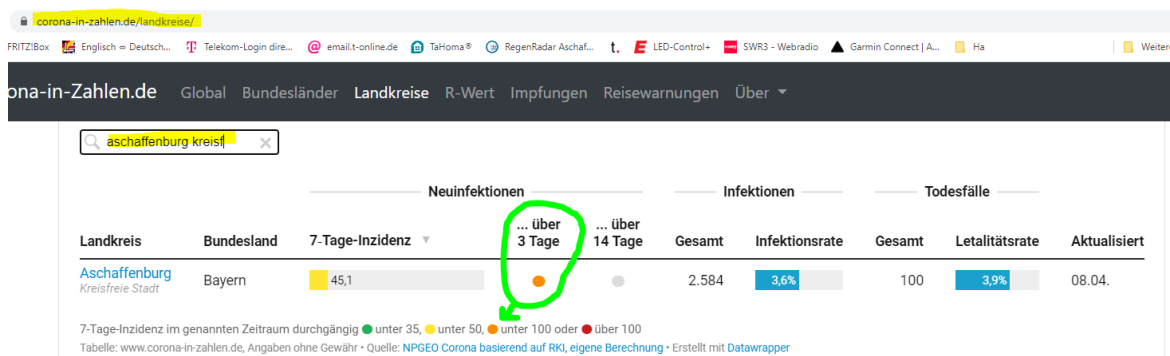 corona-in-zahlen.de/landkreise/
FRITZ!Box Englisch ⇔ Deutsch... Telekom-Login dire... email.t-online.de TaHoma® RegenRadar Aschaf... LED-Control+ SWR3 - Webradio Garmin Connect | A... Ha Weitere
ona-in-Zahlen.de Global Bundesländer Landkreise R-Wert Impfungen Reisewarnungen Über
aschaffenburg kreisf
Neuinfektionen Infektionen Todesfälle
... über ... über
Landkreis Bundesland 7-Tage-Inzidenz 3 Tage 14 Tage Gesamt Infektionsrate Gesamt Letalitätsrate Aktualisiert
Aschaffenburg Bayern 45,1 2.584 3,6% 100 3,9% 08.04.
Kreisfreie Stadt
7-Tage-Inzidenz im genannten Zeitraum durchgängig unter 35, unter 50, unter 100 oder über 100
Tabelle: www.corona-in-zahlen.de, Angaben ohne Gewähr • Quelle: NPGEO Corona basierend auf RKI, eigene Berechnung • Erstellt mit Datawrapper